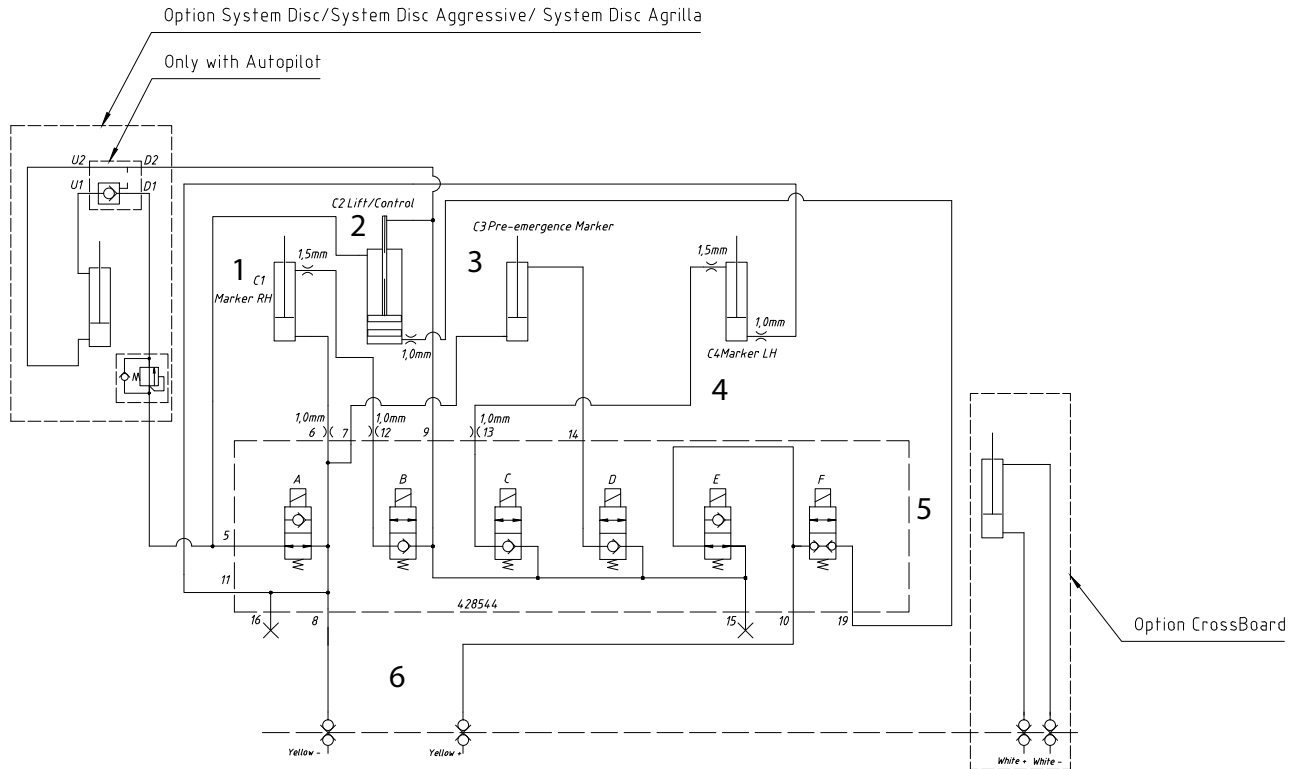 Option System Disc/System Disc Aggressive/ System Disc Agrilla
Only with Autopilot
U2 D2
U1 D1
C2 Lift/Control
2
C3 Pre-emergence Marker
1,5mm
1
C1
Marker RH
3
1,5mm
1,0mm
1,0mm
C4 Marker LH
4
1,0mm 1,0mm 1,0mm
6 7 12 9 13 14
A B C D E F
5
5
11
428544
16 8 15 10 19
Option CrossBoard
6
Yellow - Yellow + White + White -